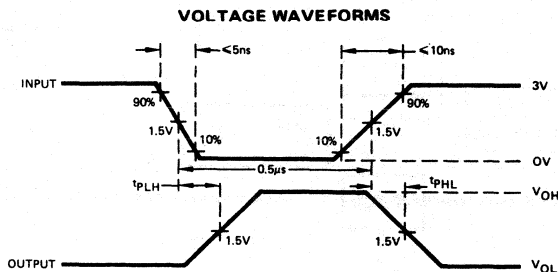 VOLTAGE WAVEFORMS
≤5ns
≤10ns
INPUT
3V
90%
90%
1.5V
1.5V
10%
10%
0V
0.5μs
tPLH
tPHL
VOH
1.5V
1.5V
OUTPUT
VOL